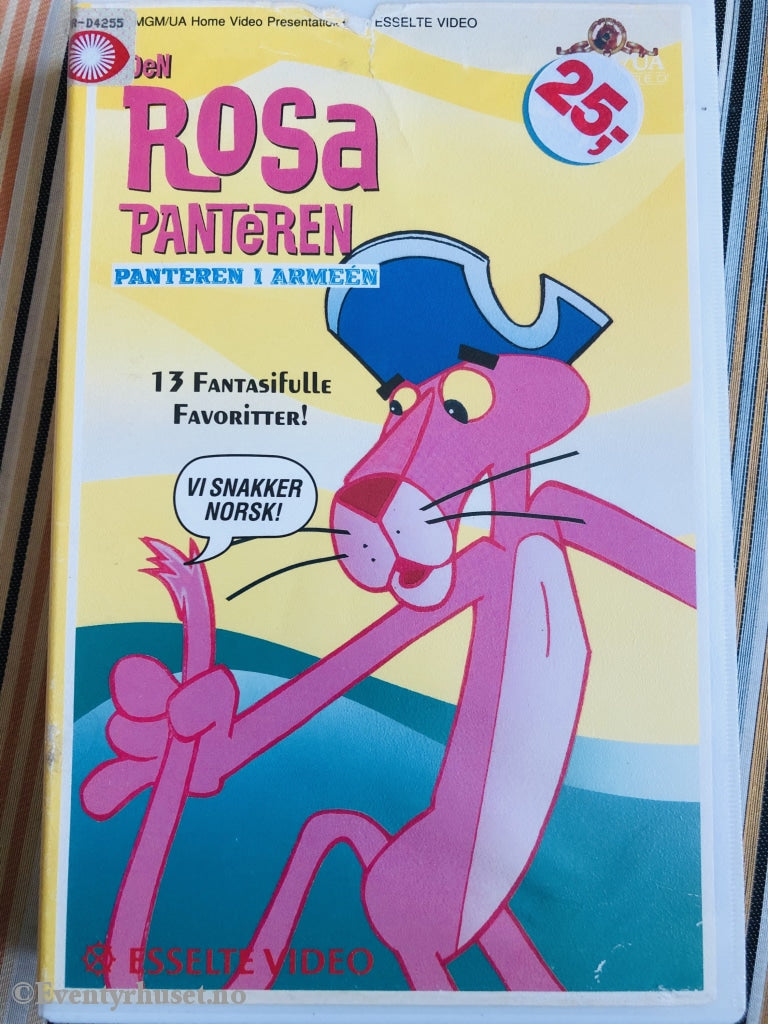 R-D4255
MGM/UA Home Video Presentation
ESSELTE VIDEO
UA
25,-
DeN
ROSa
PANTeREN
PANTEREN I ARMEÉN
13 FANTASIFULLE
FAVORITTER!
VI SNAKKER
NORSK!
ESSELTE VIDEO
©Eventyrhuset.no